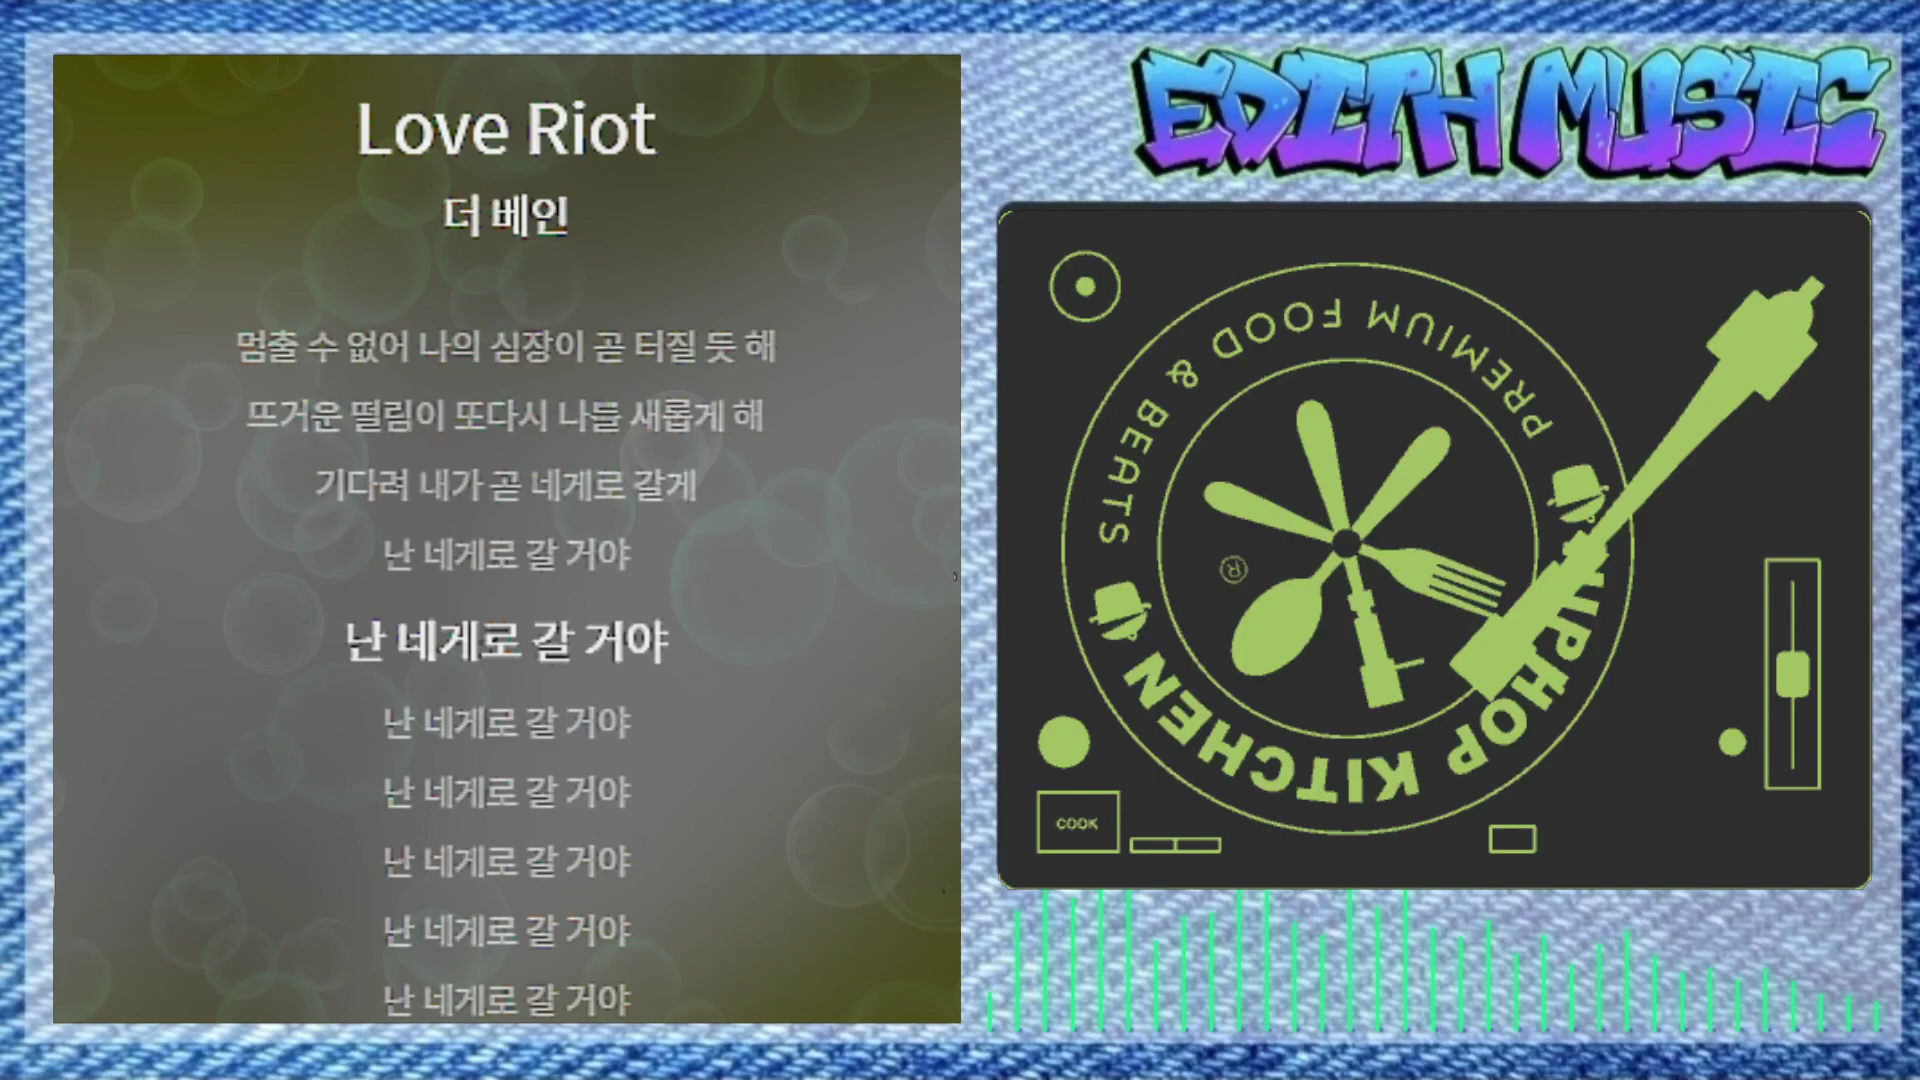 Love Riot
더 베인
멈출 수 없어 나의 심장이 곧 터질 듯 해
뜨거운 떨림이 또다시 나를 새롭게 해
기다려 내가 곧 네게로 갈게
난 네게로 갈 거야
난 네게로 갈 거야
난 네게로 갈 거야
난 네게로 갈 거야
난 네게로 갈 거야
난 네게로 갈 거야
난 네게로 갈 거야
EDITH MUSIC
PREMIUM FOOD & BEATS
HIPHOP KITCHEN
®
COOK